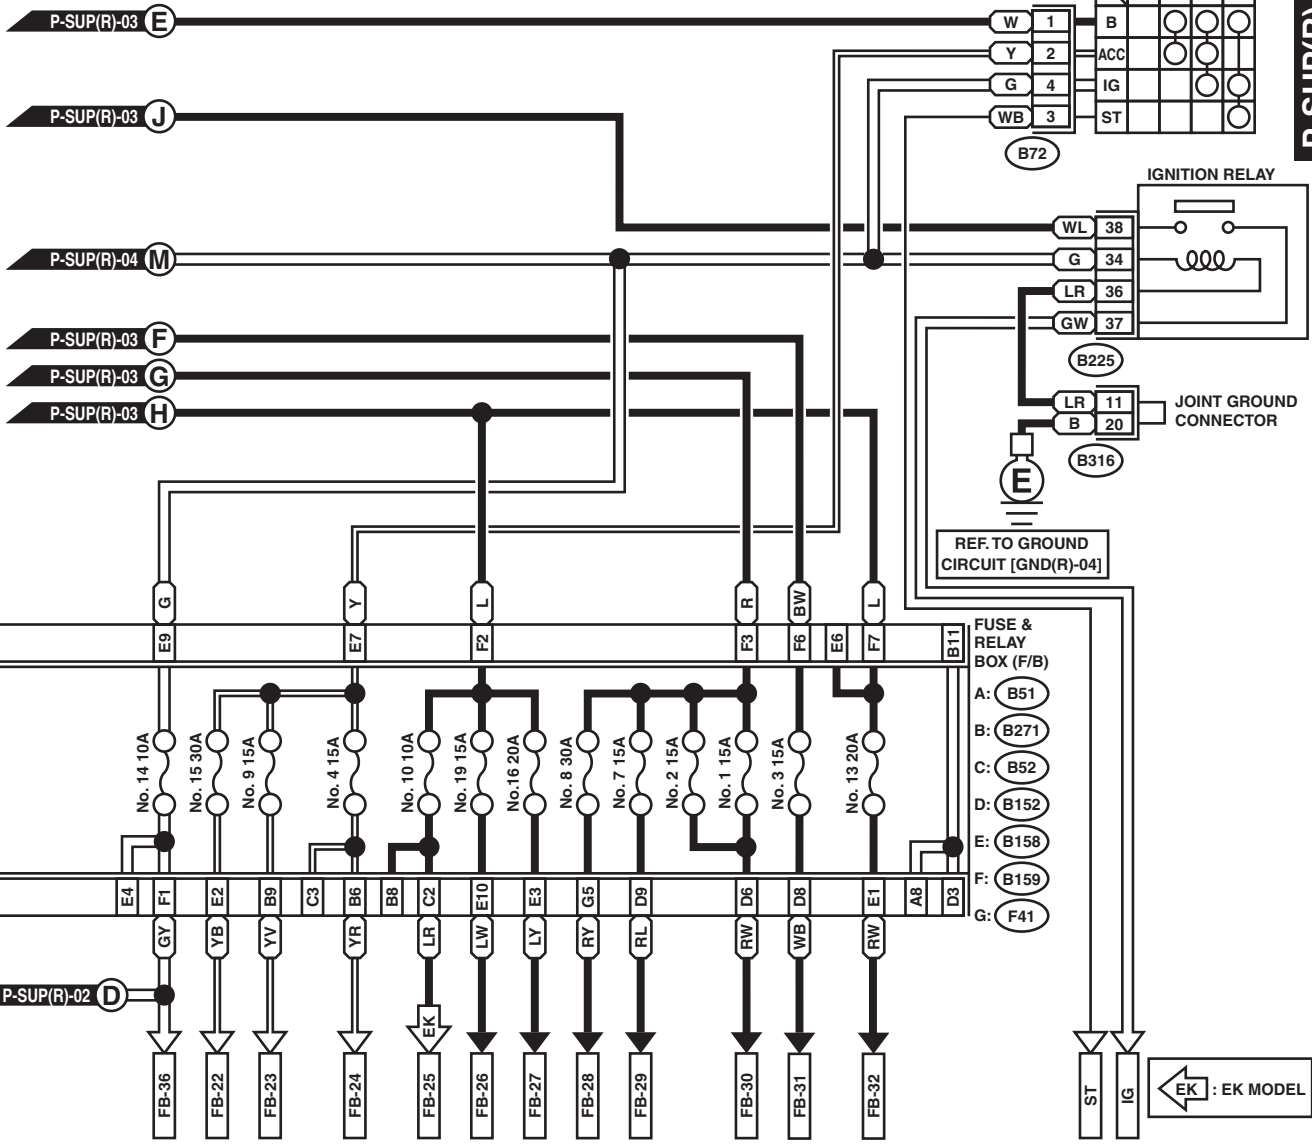 P-SUP(R)-03 E
W 1 B
Y 2 ACC
G 4 IG
P-SUP(R)-03 J
WB 3 ST
B72
P-SUP(R)
IGNITION RELAY
WL 38
P-SUP(R)-04 M
G 34
LR 36
GW 37
P-SUP(R)-03 F
B225
P-SUP(R)-03 G
P-SUP(R)-03 H
LR 11
B 20
JOINT GROUND
CONNECTOR
B316
E
REF. TO GROUND
CIRCUIT [GND(R)-04]
G Y L R BW L
E9 E7 F2 F3 F6 E6 F7 B11
FUSE &
RELAY
BOX (F/B)
A: B51
B: B271
C: B52
D: B152
E: B158
F: B159
G: F41
No. 14 10A
No. 15 30A
No. 9 15A
No. 4 15A
No. 10 10A
No. 19 15A
No.16 20A
No. 8 30A
No. 7 15A
No. 2 15A
No. 1 15A
No. 3 15A
No. 13 20A
E4 F1 E2 B9 C3 B6 B8 C2 E10 E3 G5 D9 D6 D8 E1 A8 D3
GY YB YV YR LR LW LY RY RL RW WB RW
P-SUP(R)-02 D
EK
FB-36 FB-22 FB-23 FB-24 FB-25 FB-26 FB-27 FB-28 FB-29 FB-30 FB-31 FB-32 ST IG
EK : EK MODEL